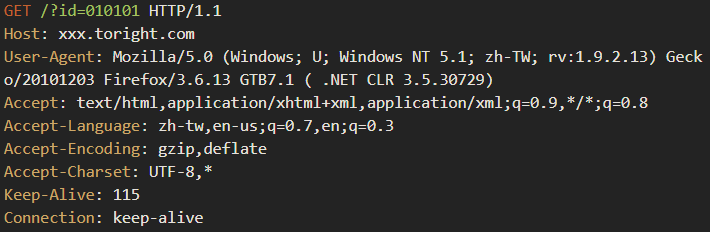 GET /?id=010101 HTTP/1.1
Host: xxx.toright.com
User-Agent: Mozilla/5.0 (Windows; U; Windows NT 5.1; zh-TW; rv:1.9.2.13) Geck
o/20101203 Firefox/3.6.13 GTB7.1 ( .NET CLR 3.5.30729)
Accept: text/html,application/xhtml+xml,application/xml;q=0.9,*/*;q=0.8
Accept-Language: zh-tw,en-us;q=0.7,en;q=0.3
Accept-Encoding: gzip,deflate
Accept-Charset: UTF-8,*
Keep-Alive: 115
Connection: keep-alive